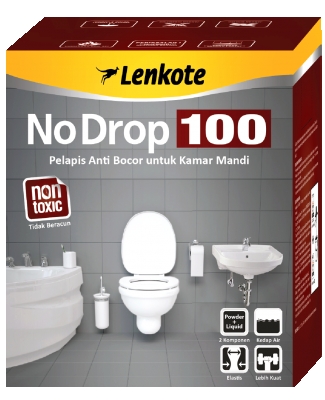 Lenkote
No Drop 100
Pelapis Anti Bocor untuk Kamar Mandi
non
toxic
Tidak Beracun
Powder
+
Liquid
2 Komponen
Kedap Air
Elastis
Lebih Kuat